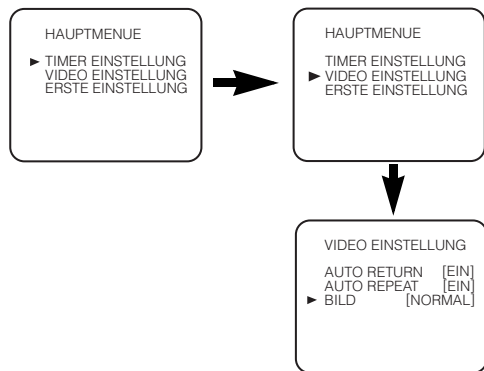 HAUPTMENUE
TIMER EINSTELLUNG
VIDEO EINSTELLUNG
ERSTE EINSTELLUNG
HAUPTMENUE
TIMER EINSTELLUNG
VIDEO EINSTELLUNG
ERSTE EINSTELLUNG
VIDEO EINSTELLUNG
AUTO RETURN [EIN]
AUTO REPEAT [EIN]
BILD [NORMAL]